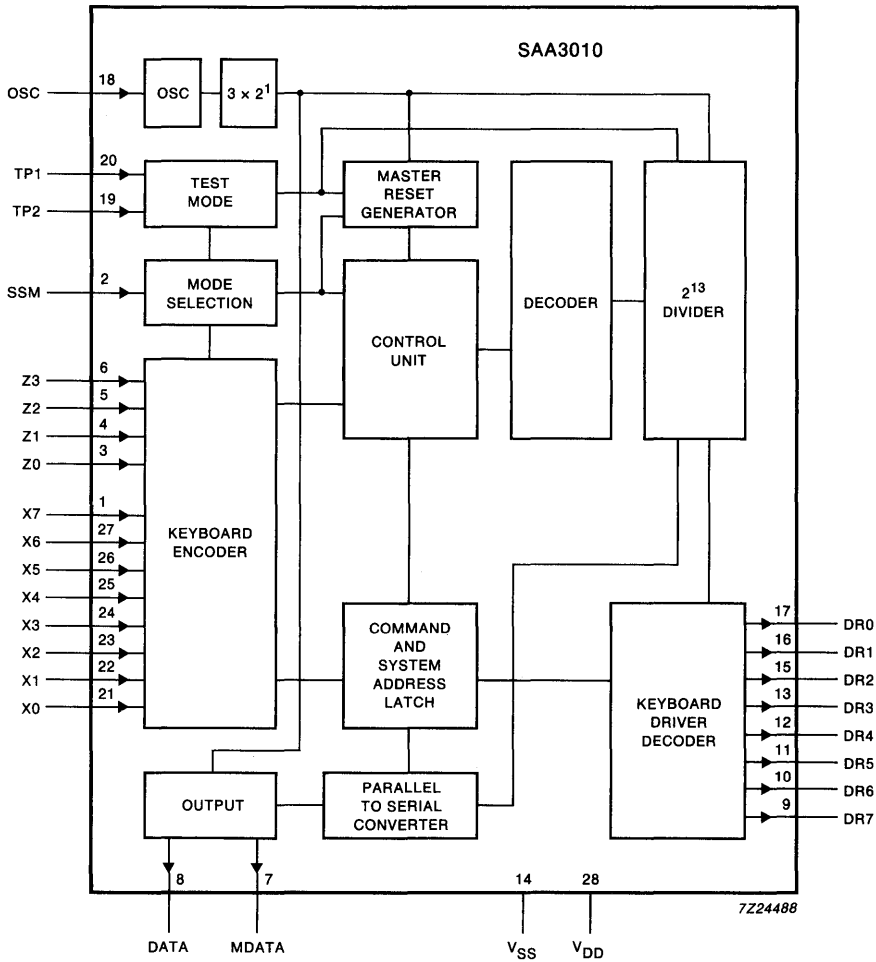 SAA3010
OSC 18
OSC
3 × 2¹
TP1 20
TP2 19
TEST
MODE
MASTER
RESET
GENERATOR
SSM 2
MODE
SELECTION
CONTROL
UNIT
DECODER
2¹³
DIVIDER
Z3 6
Z2 5
Z1 4
Z0 3
X7 1
X6 27
X5 26
X4 25
X3 24
X2 23
X1 22
X0 21
KEYBOARD
ENCODER
COMMAND
AND
SYSTEM
ADDRESS
LATCH
KEYBOARD
DRIVER
DECODER
17 DR0
16 DR1
15 DR2
13 DR3
12 DR4
11 DR5
10 DR6
9 DR7
OUTPUT
PARALLEL
TO SERIAL
CONVERTER
8 7 14 28
7Z24488
DATA MDATA VSS VDD